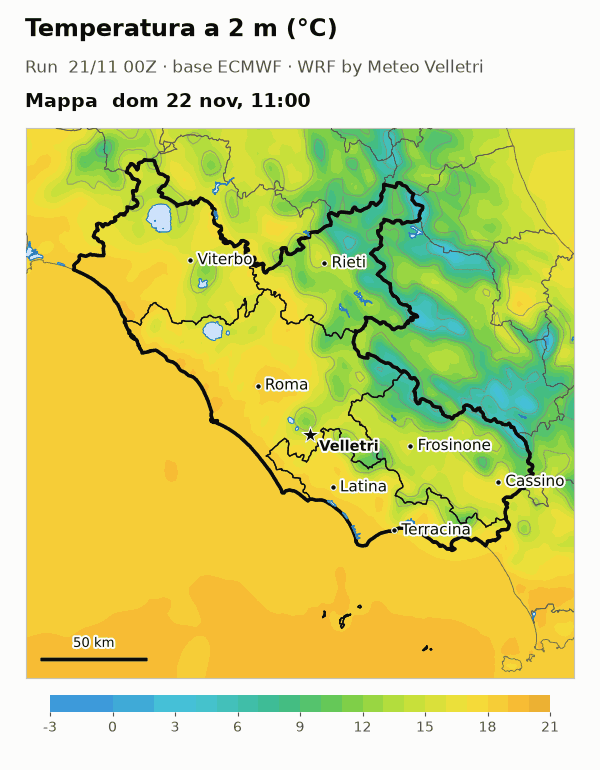 Temperatura a 2 m (°C)
Run  21/11 00Z · base ECMWF · WRF by Meteo Velletri
Mappa  dom 22 nov, 11:00
Viterbo
Rieti
Roma
Velletri
Frosinone
Latina
Cassino
Terracina
50 km
-3 0 3 6 9 12 15 18 21